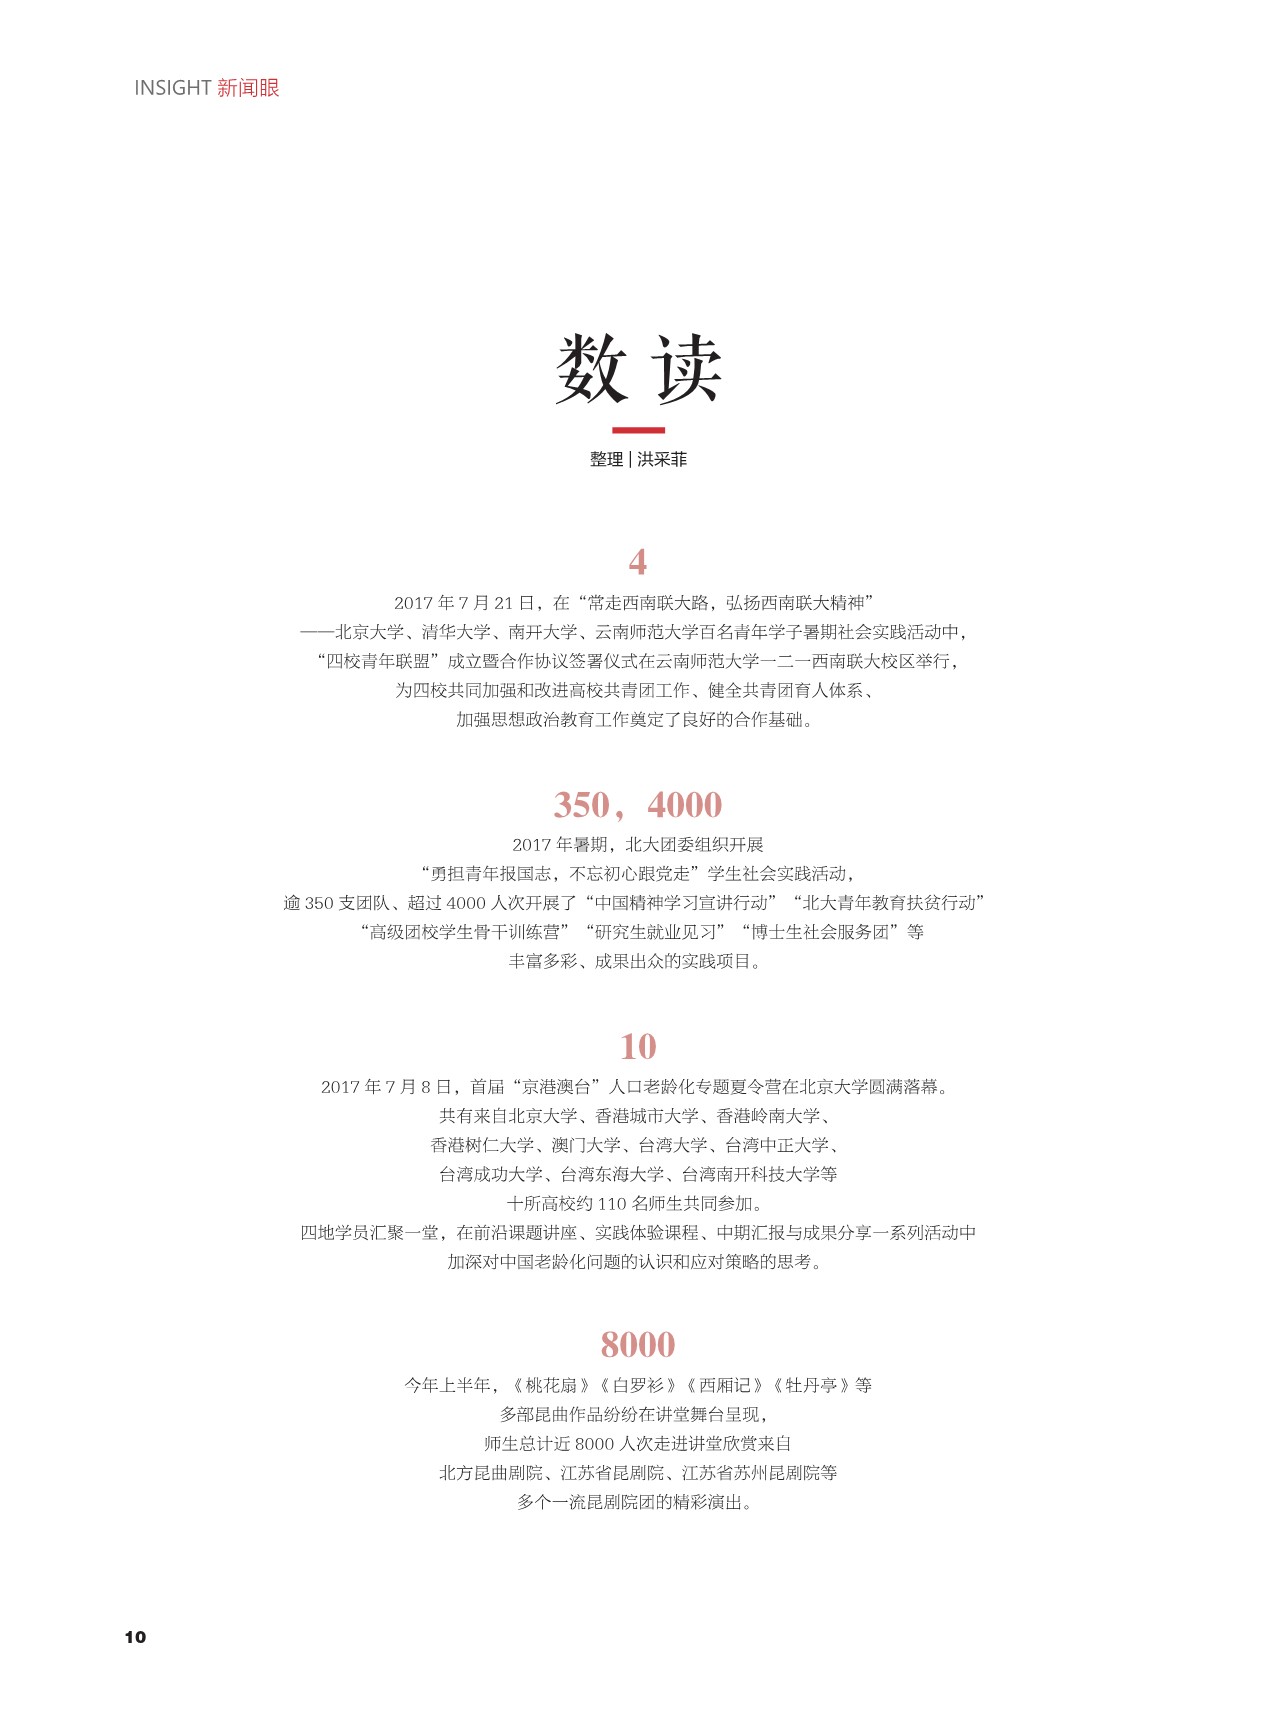 INSIGHT 新闻眼
数读
整理 | 洪采菲
4
2017 年 7 月 21 日，在“常走西南联大路，弘扬西南联大精神”
——北京大学、清华大学、南开大学、云南师范大学百名青年学子暑期社会实践活动中，
“四校青年联盟”成立暨合作协议签署仪式在云南师范大学一二一西南联大校区举行，
为四校共同加强和改进高校共青团工作、健全共青团育人体系、
加强思想政治教育工作奠定了良好的合作基础。
350，4000
2017 年暑期，北大团委组织开展
“勇担青年报国志，不忘初心跟党走”学生社会实践活动，
逾 350 支团队、超过 4000 人次开展了“中国精神学习宣讲行动”“北大青年教育扶贫行动”
“高级团校学生骨干训练营”“研究生就业见习”“博士生社会服务团”等
丰富多彩、成果出众的实践项目。
10
2017 年 7 月 8 日，首届“京港澳台”人口老龄化专题夏令营在北京大学圆满落幕。
共有来自北京大学、香港城市大学、香港岭南大学、
香港树仁大学、澳门大学、台湾大学、台湾中正大学、
台湾成功大学、台湾东海大学、台湾南开科技大学等
十所高校约 110 名师生共同参加。
四地学员汇聚一堂，在前沿课题讲座、实践体验课程、中期汇报与成果分享一系列活动中
加深对中国老龄化问题的认识和应对策略的思考。
8000
今年上半年，《桃花扇》《白罗衫》《西厢记》《牡丹亭》等
多部昆曲作品纷纷在讲堂舞台呈现，
师生总计近 8000 人次走进讲堂欣赏来自
北方昆曲剧院、江苏省昆剧院、江苏省苏州昆剧院等
多个一流昆剧院团的精彩演出。
10